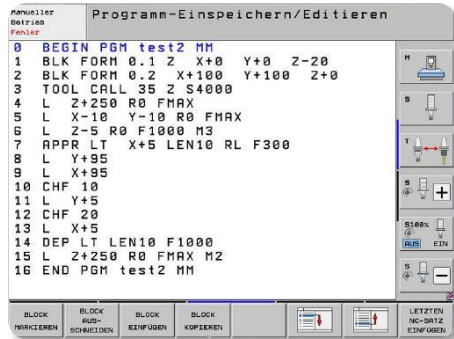 Manueller
Betrieb
Fehler
Programm-Einspeichern/Editieren
0 BEGIN PGM test2 MM
1 BLK FORM 0.1 Z X+0 Y+0 Z-20
2 BLK FORM 0.2 X+100 Y+100 Z+0
3 TOOL CALL 35 Z S4000
4 L Z+250 R0 FMAX
5 L X-10 Y-10 R0 FMAX
6 L Z-5 R0 F1000 M3
7 APPR LT X+5 LEN10 RL F300
8 L Y+95
9 L X+95
10 CHF 10
11 L Y+5
12 CHF 20
13 L X+5
14 DEP LT LEN10 F1000
15 L Z+250 R0 FMAX M2
16 END PGM test2 MM
M
S
T
S
S100%
AUS EIN
S
BLOCK
MARKIEREN
BLOCK
AUS-
SCHNEIDEN
BLOCK
EINFÜGEN
BLOCK
KOPIEREN
LETZTEN
NC-SATZ
EINFÜGEN